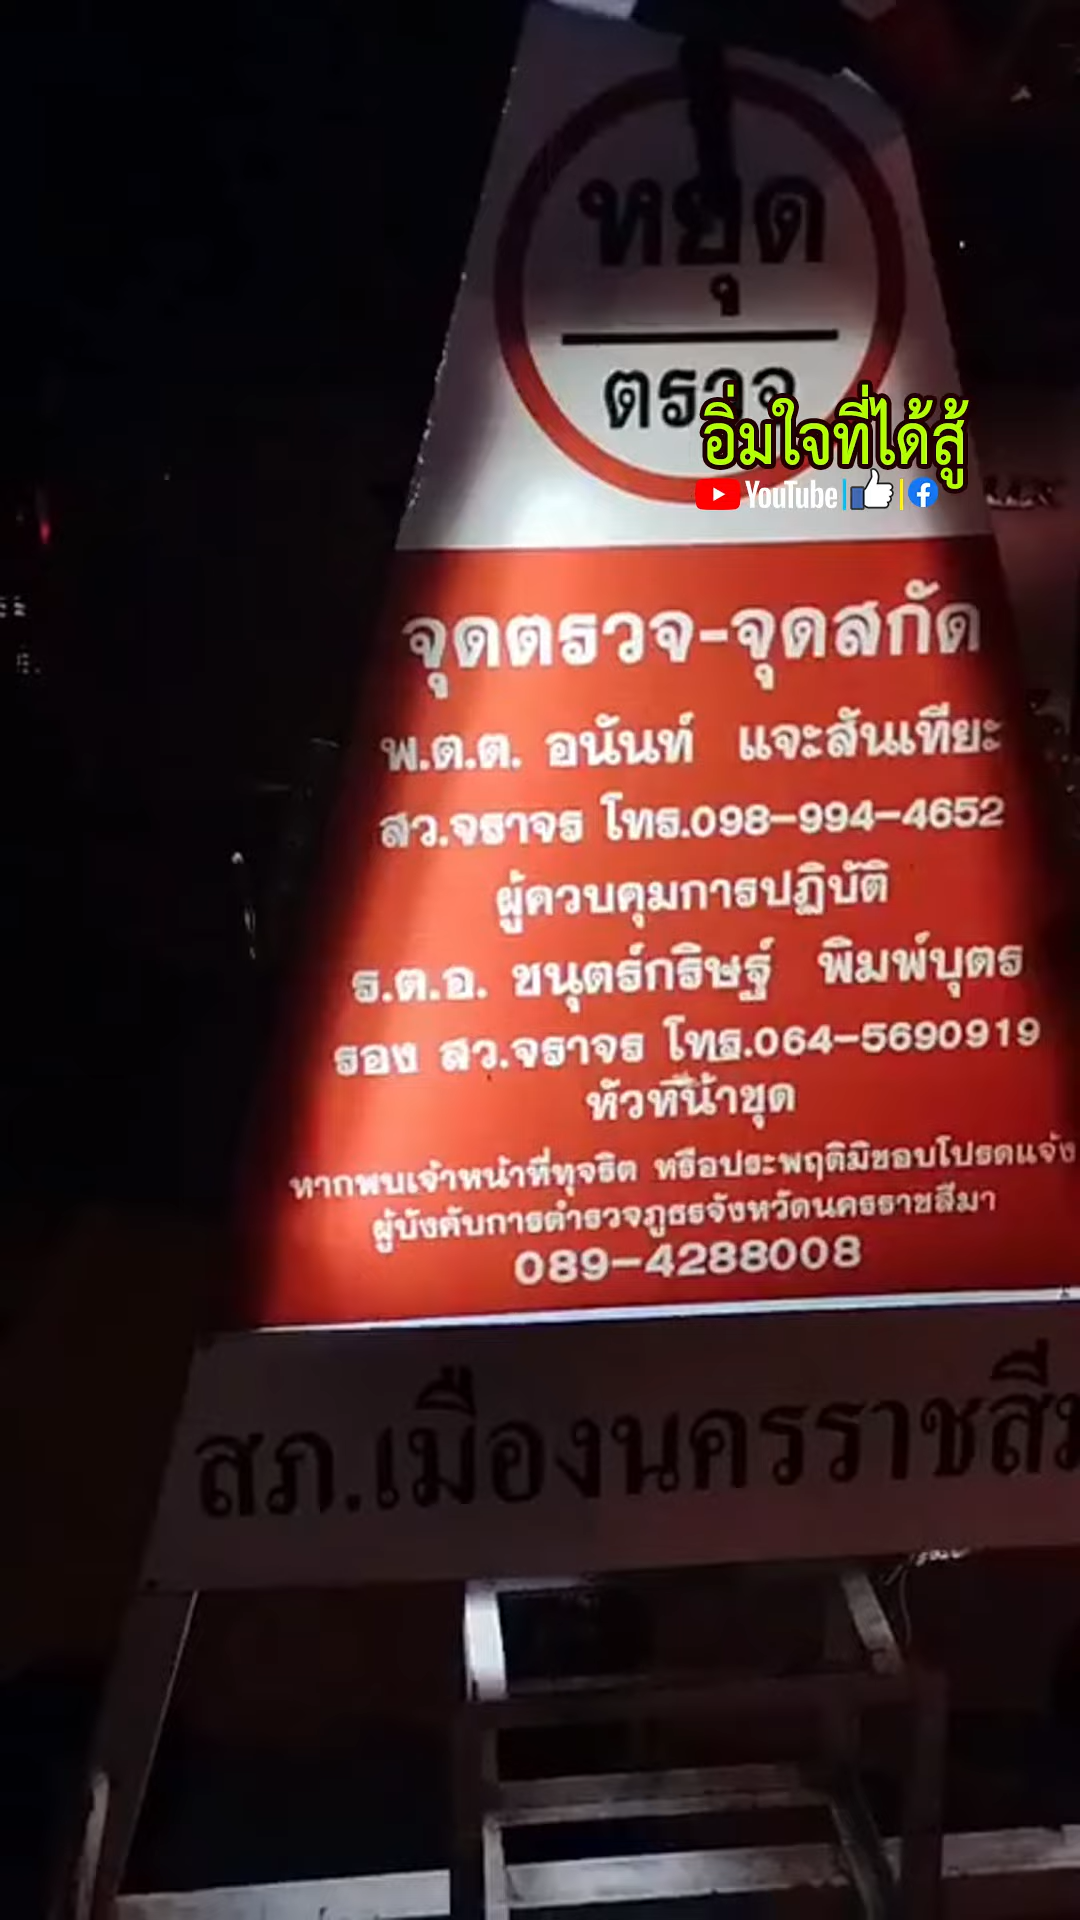 หยุด
ตรวจ
อิ่มใจที่ได้สู้
YouTube
จุดตรวจ-จุดสกัด
พ.ต.ต. อนันท์ แจะสันเทียะ
สว.จราจร โทร.098-994-4652
ผู้ควบคุมการปฏิบัติ
ร.ต.อ. ชนุตร์กริษฐ์ พิมพ์บุตร
รอง สว.จราจร โทร.064-5690919
หัวหน้าชุด
หากพบเจ้าหน้าที่ทุจริต หรือประพฤติมิชอบโปรดแจ้ง
ผู้บังคับการตำรวจภูธรจังหวัดนครราชสีมา
089-4288008
สภ.เมืองนครราชสีม